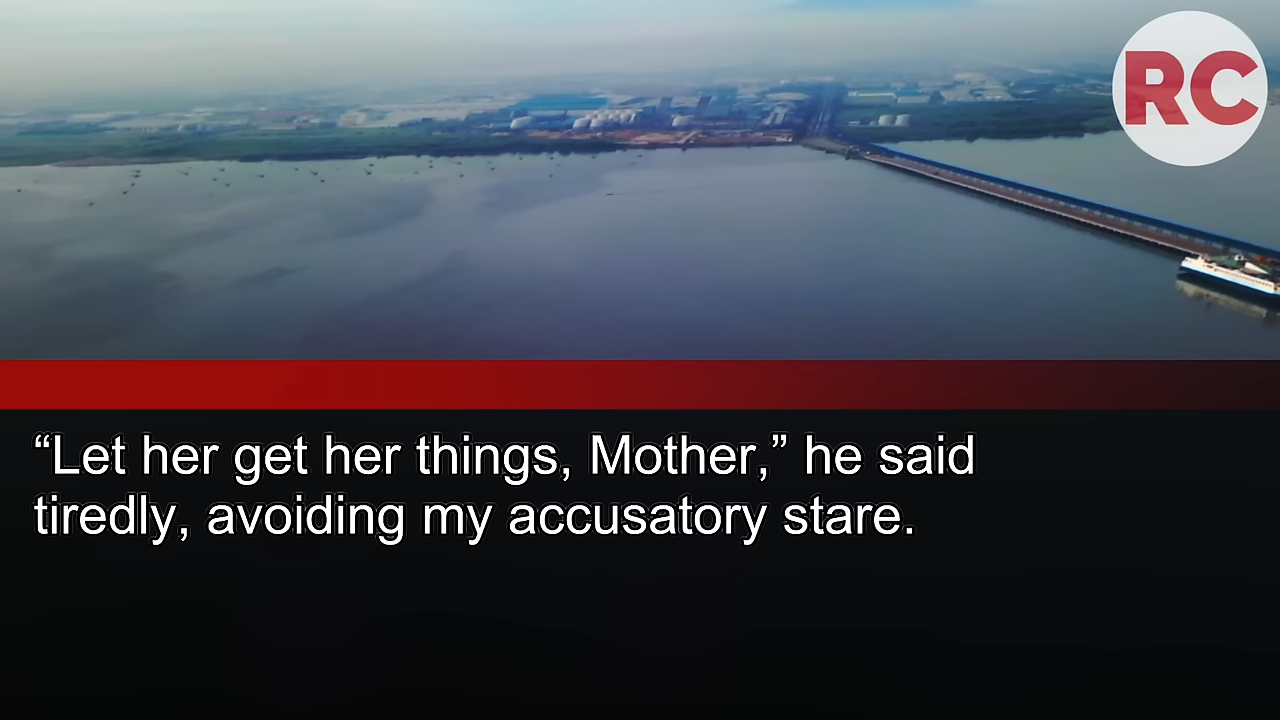 RC
“Let her get her things, Mother,” he said
tiredly, avoiding my accusatory stare.